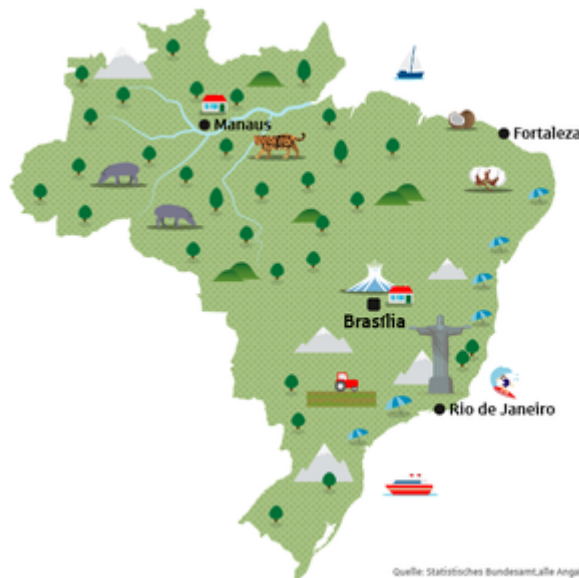 Manaus
Fortaleza
Brasília
Rio de Janeiro
Quelle: Statistisches Bundesamt,alle Anga